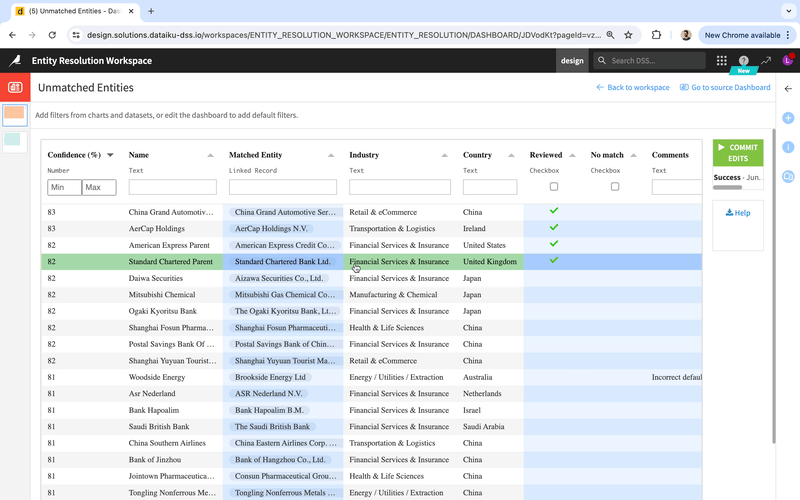 (5) Unmatched Entities - Datai
design.solutions.dataiku-dss.io/workspaces/ENTITY_RESOLUTION_WORKSPACE/ENTITY_RESOLUTION/DASHBOARD/JDVodKt?pageId=vz...
New Chrome available
Entity Resolution Workspace
design
Search DSS...
New
L
Unmatched Entities
Back to workspace
Go to source Dashboard
Add filters from charts and datasets, or edit the dashboard to add default filters.
Confidence (%) Name Matched Entity Industry Country Reviewed No match Comments
Number Text Linked Record Text Text Checkbox Checkbox Text
Min Max
83 China Grand Automotiv... China Grand Automotive Ser... Retail & eCommerce China
83 AerCap Holdings AerCap Holdings N.V. Transportation & Logistics Ireland
82 American Express Parent American Express Credit Co... Financial Services & Insurance United States
82 Standard Chartered Parent Standard Chartered Bank Ltd. Financial Services & Insurance United Kingdom
82 Daiwa Securities Aizawa Securities Co., Ltd. Financial Services & Insurance Japan
82 Mitsubishi Chemical Mitsubishi Gas Chemical Co... Manufacturing & Chemical Japan
82 Ogaki Kyoritsu Bank The Ogaki Kyoritsu Bank, Lt... Financial Services & Insurance Japan
82 Shanghai Fosun Pharma... Shanghai Fosun Pharmaceuti... Health & Life Sciences China
82 Postal Savings Bank Of ... Postal Savings Bank of Chin... Financial Services & Insurance China
82 Shanghai Yuyuan Tourist... Shanghai Yuyuan Tourist Ma... Retail & eCommerce China
81 Woodside Energy Brookside Energy Ltd Energy / Utilities / Extraction Australia Incorrect defaul
81 Asr Nederland ASR Nederland N.V. Financial Services & Insurance Netherlands
81 Bank Hapoalim Bank Hapoalim B.M. Financial Services & Insurance Israel
81 Saudi British Bank The Saudi British Bank Financial Services & Insurance Saudi Arabia
81 China Southern Airlines China Eastern Airlines Corp. ... Transportation & Logistics China
81 Bank of Jinzhou Bank of Hangzhou Co., Ltd. Financial Services & Insurance China
81 Jointown Pharmaceutica... Consun Pharmaceutical Grou... Health & Life Sciences China
81 Tongling Nonferrous Me... Tongling Nonferrous Metals ... Energy / Utilities / Extraction China
COMMIT
EDITS
Success - Jun.
Help